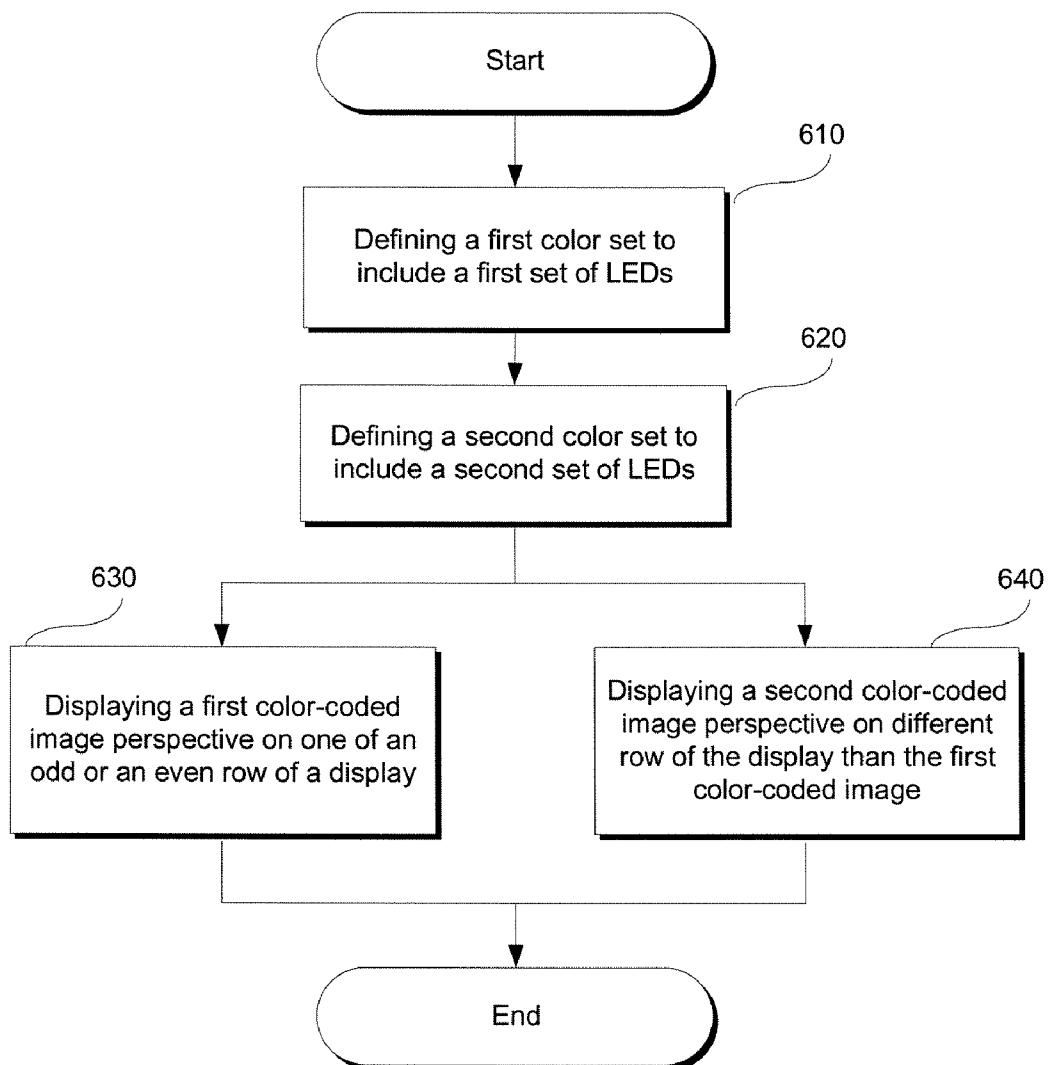 Start
610
Defining a first color set to
include a first set of LEDs
620
Defining a second color set to
include a second set of LEDs
630
Displaying a first color-coded
image perspective on one of an
odd or an even row of a display
640
Displaying a second color-coded
image perspective on different
row of the display than the first
color-coded image
End